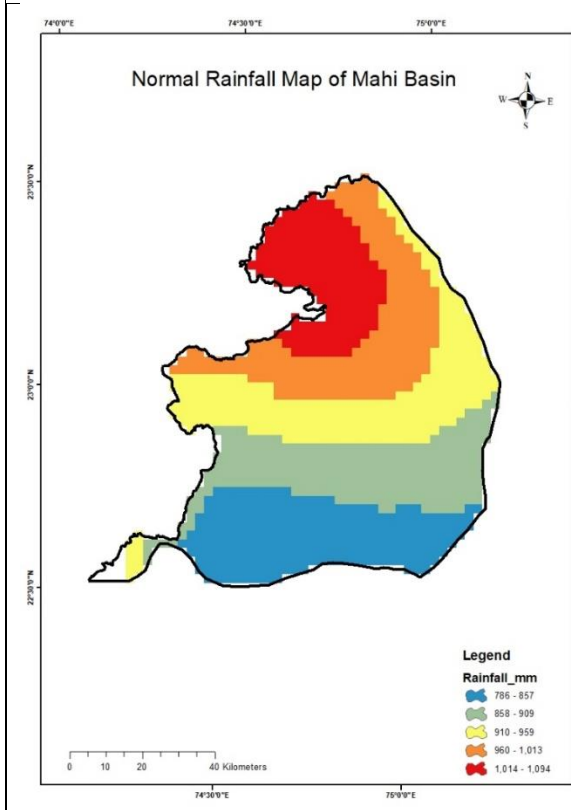 74°0'0"E 74°30'0"E 75°0'0"E
Normal Rainfall Map of Mahi Basin
N
W E
S
23°30'0"N
23°0'0"N
22°30'0"N
Legend
Rainfall_mm
786 - 857
858 - 909
910 - 959
960 - 1,013
1,014 - 1,094
0 5 10 20 30 40 Kilometers
74°30'0"E 75°0'0"E